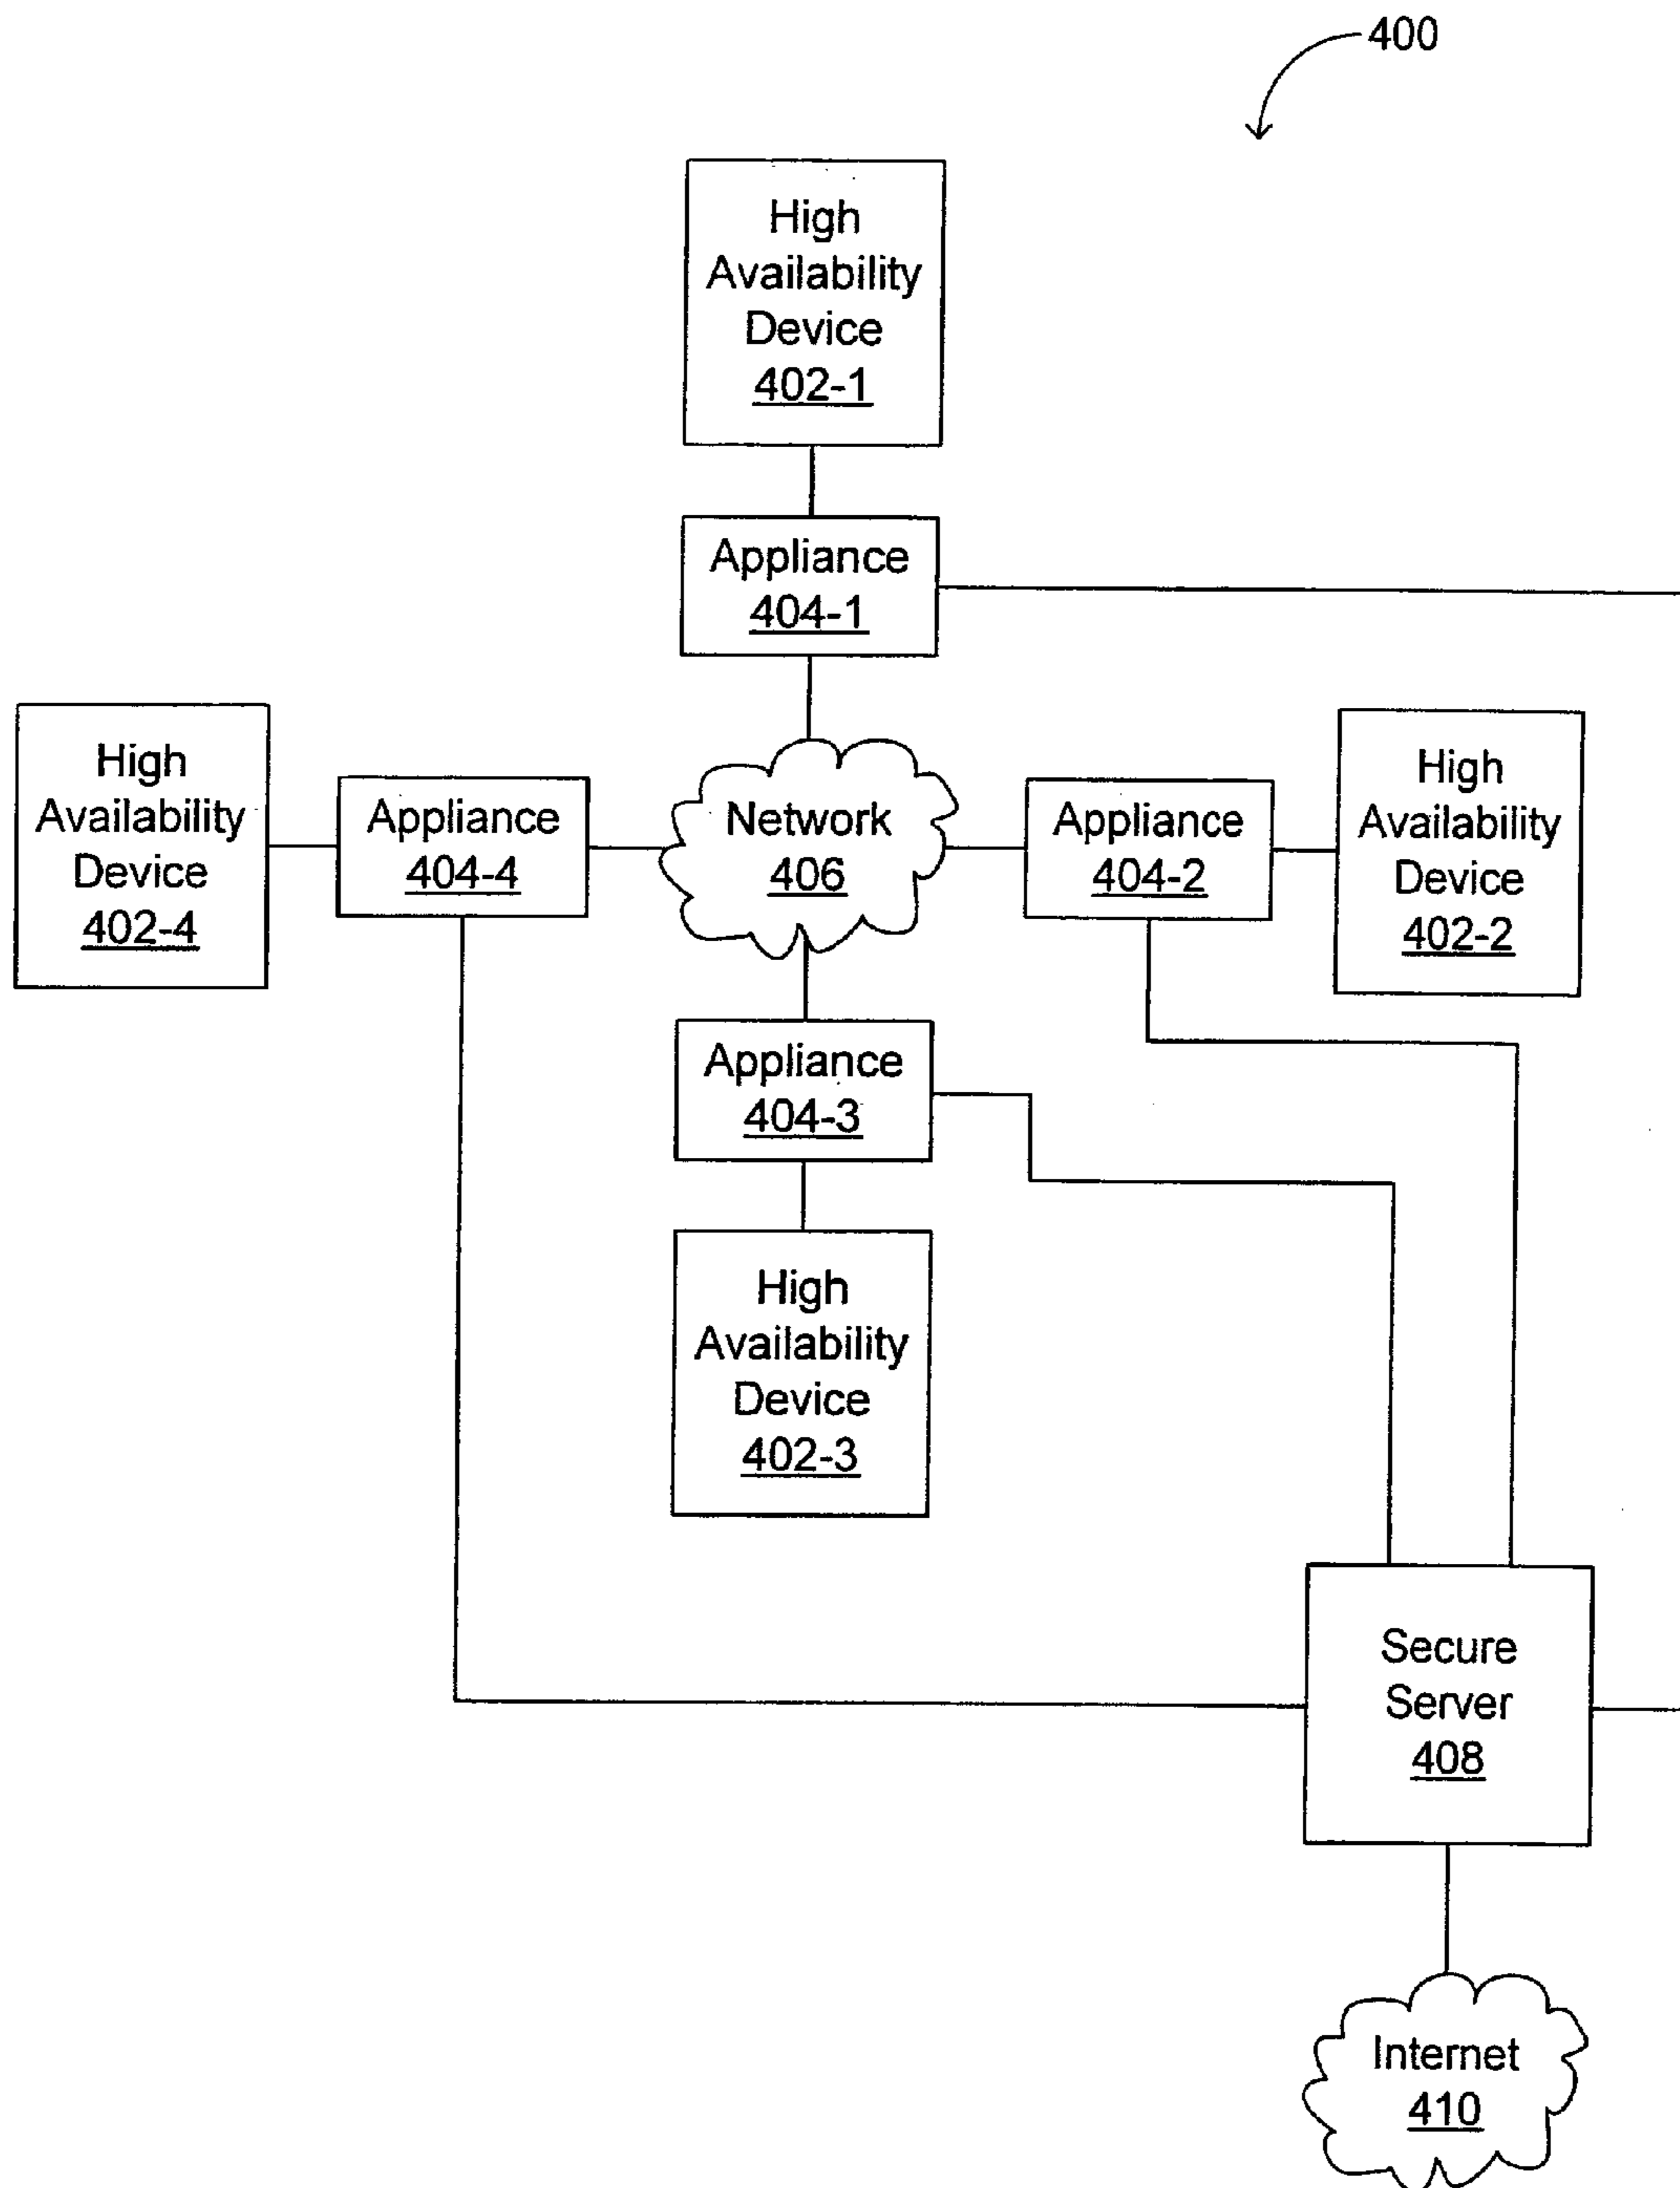 400
High
Availability
Device
402-1
Appliance
404-1
High
Availability
Device
402-4
Appliance
404-4
Network
406
Appliance
404-2
High
Availability
Device
402-2
Appliance
404-3
High
Availability
Device
402-3
Secure
Server
408
Internet
410